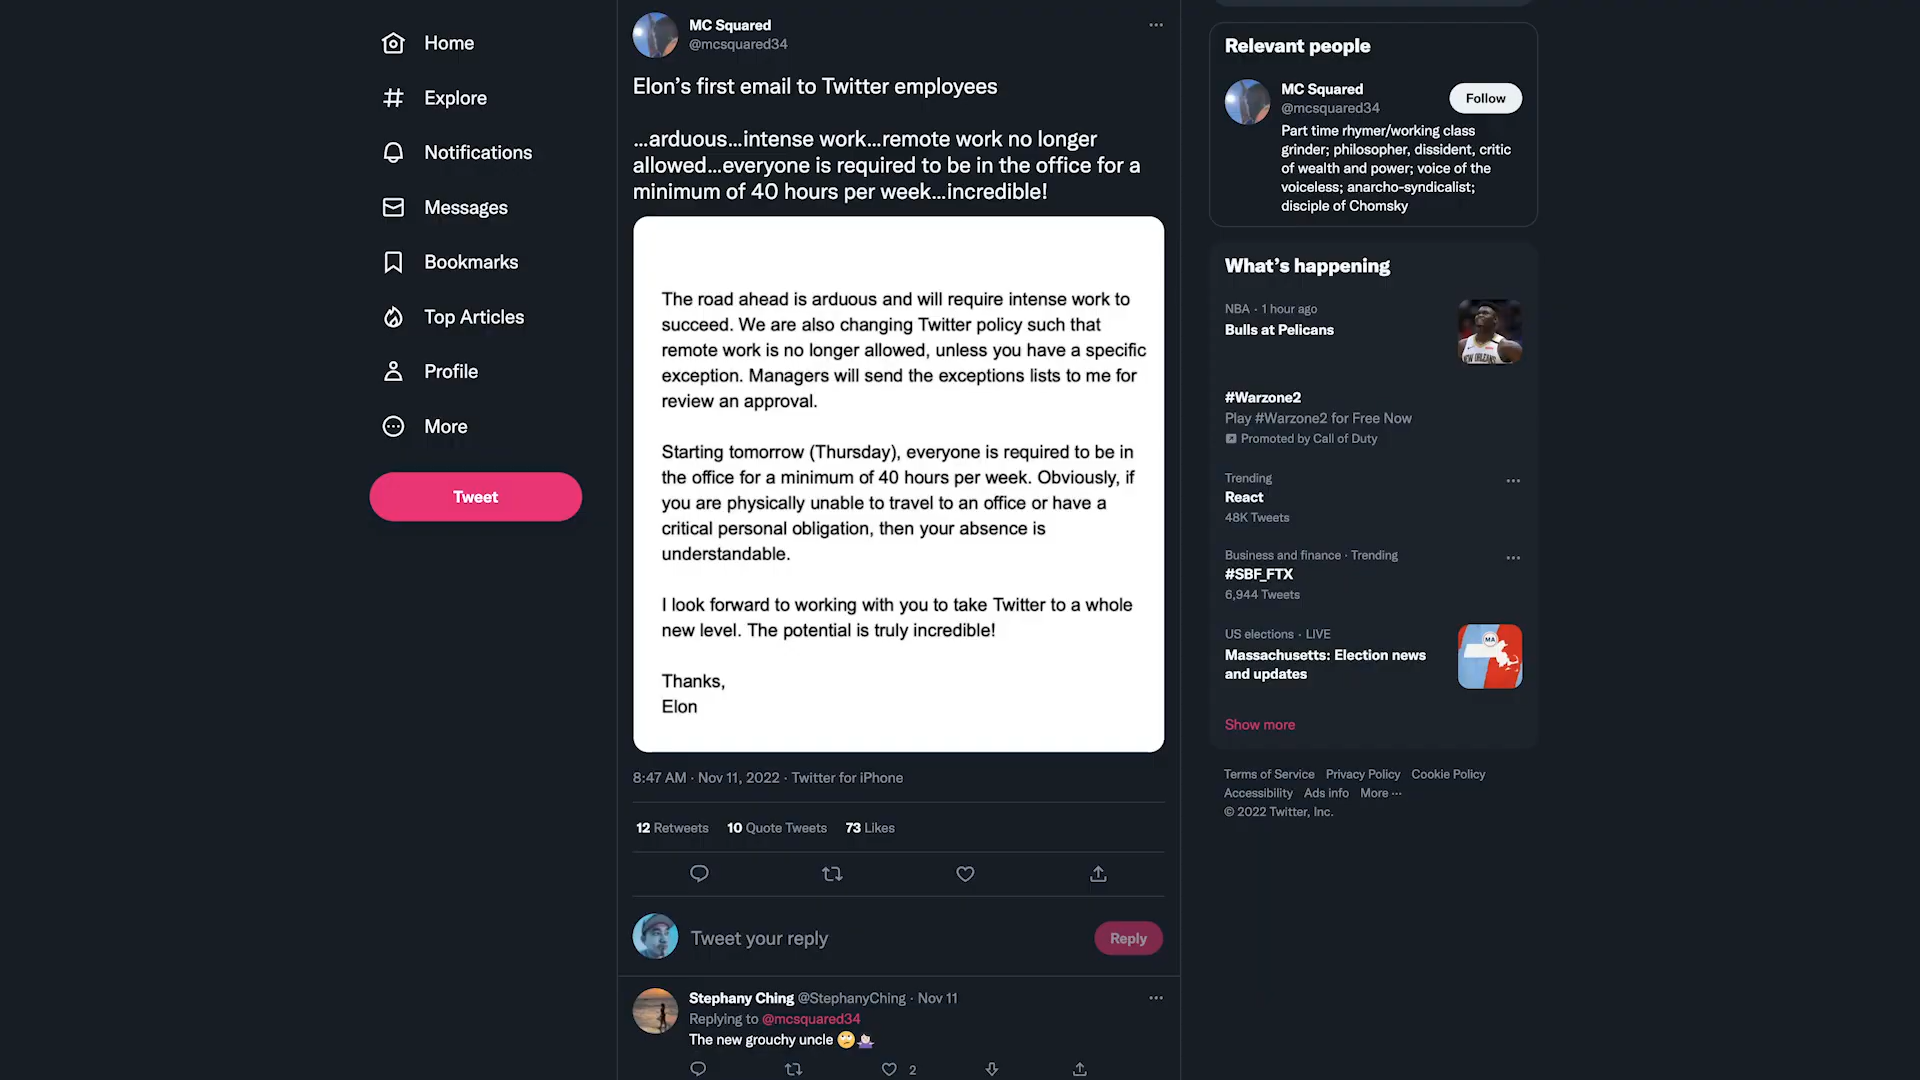 Home
Explore
Notifications
Messages
Bookmarks
Top Articles
Profile
More
Tweet
MC Squared
@mcsquared34
Elon’s first email to Twitter employees
...arduous...intense work...remote work no longer
allowed...everyone is required to be in the office for a
minimum of 40 hours per week...incredible!
The road ahead is arduous and will require intense work to
succeed. We are also changing Twitter policy such that
remote work is no longer allowed, unless you have a specific
exception. Managers will send the exceptions lists to me for
review an approval.
Starting tomorrow (Thursday), everyone is required to be in
the office for a minimum of 40 hours per week. Obviously, if
you are physically unable to travel to an office or have a
critical personal obligation, then your absence is
understandable.
I look forward to working with you to take Twitter to a whole
new level. The potential is truly incredible!
Thanks,
Elon
8:47 AM · Nov 11, 2022 · Twitter for iPhone
12 Retweets 10 Quote Tweets 73 Likes
Tweet your reply
Reply
Stephany Ching @StephanyChing · Nov 11
Replying to @mcsquared34
The new grouchy uncle 🙄🤷🏻‍♀️
2
Relevant people
MC Squared
@mcsquared34
Follow
Part time rhymer/working class
grinder; philosopher, dissident, critic
of wealth and power; voice of the
voiceless; anarcho-syndicalist;
disciple of Chomsky
What’s happening
NBA · 1 hour ago
Bulls at Pelicans
NEW ORLEANS
#Warzone2
Play #Warzone2 for Free Now
Promoted by Call of Duty
Trending
React
48K Tweets
Business and finance · Trending
#SBF_FTX
6,944 Tweets
US elections · LIVE
Massachusetts: Election news
and updates
MA
Show more
Terms of Service Privacy Policy Cookie Policy
Accessibility Ads info More ···
© 2022 Twitter, Inc.